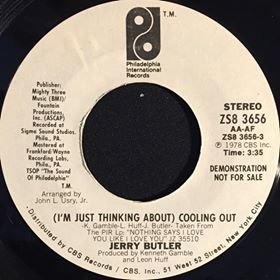 T.M.
Philadelphia
International
Records
Publisher:
Mighty Three
Music (BMI)/
Fountain
Productions,
Inc. (ASCAP)
Recorded at
Sigma Sound
Studios,
Phila., Pa.
Mastered at
Frankford/Wayne
Recording Labs,
Phila., Pa.
TSOP "The Sound
Of Philadelphia"
T.M.
Arranged by
John L. Usry, Jr.
STEREO
ZS8 3656
AA-AF
ZS8 3656-3
℗ 1978 CBS Inc.
Time: 3:35
DEMONSTRATION
NOT FOR SALE
(I'M JUST THINKING ABOUT) COOLING OUT
-K. Gamble-L. Huff-J. Butler- Taken From
The PIR Lp: "NOTHING SAYS I LOVE
YOU LIKE I LOVE YOU" JZ 35510
JERRY BUTLER
Produced by Kenneth Gamble
and Leon Huff
Distributed by CBS Records/CBS Inc. 51 West 52 Street, New York City